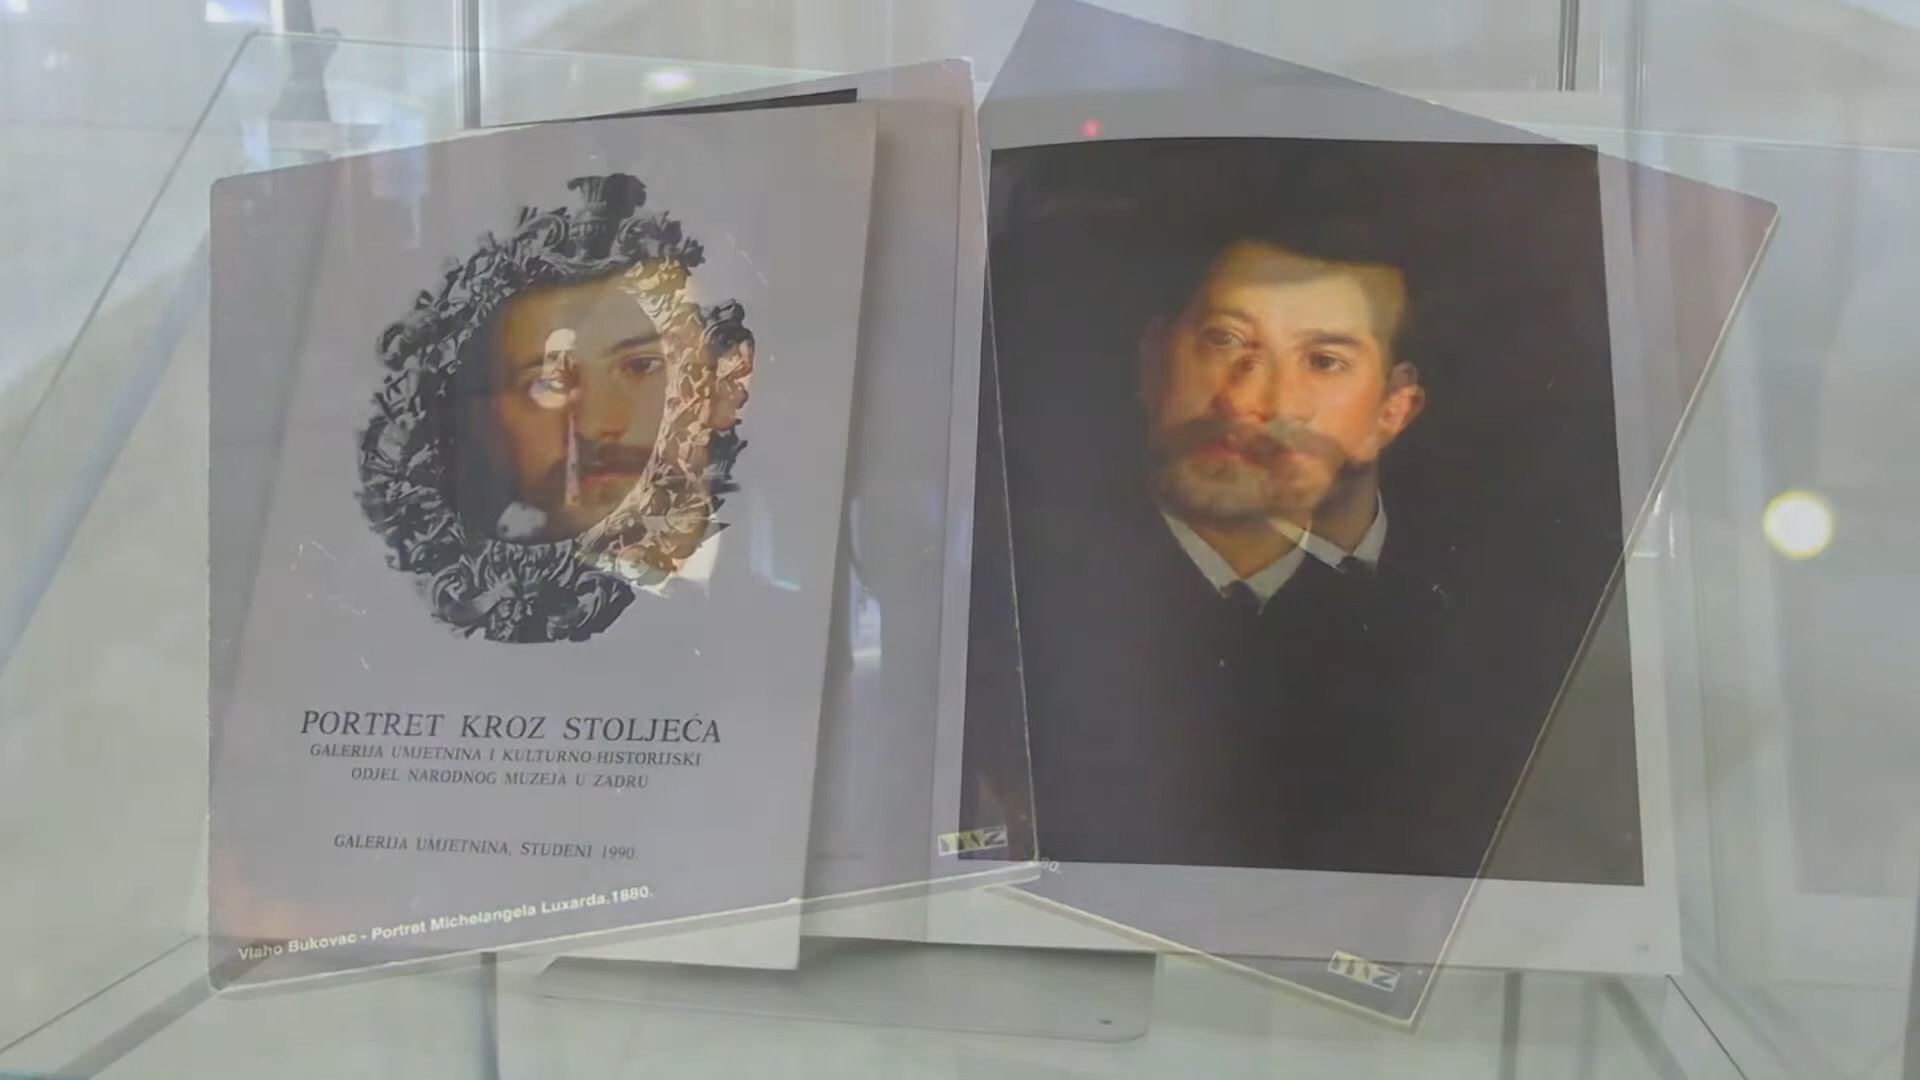 PORTRET KROZ STOLJEĆA
GALERIJA UMJETNINA I KULTURNO-HISTORIJSKI
ODJEL NARODNOG MUZEJA U ZADRU
GALERIJA UMJETNINA, STUDENI 1990.
Vlaho Bukovac - Portret Michelangela Luxarda.1880.
80.